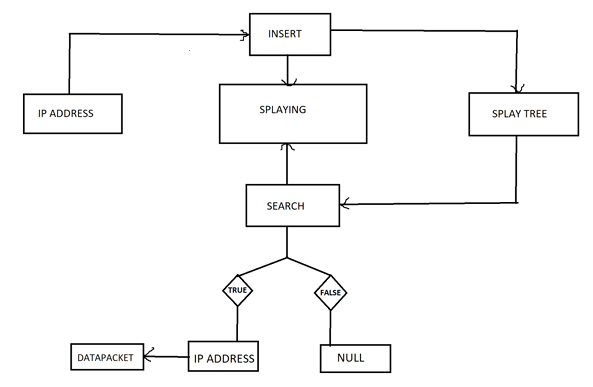 INSERT
IP ADDRESS
SPLAYING
SPLAY TREE
SEARCH
TRUE
FALSE
DATAPACKET
IP ADDRESS
NULL